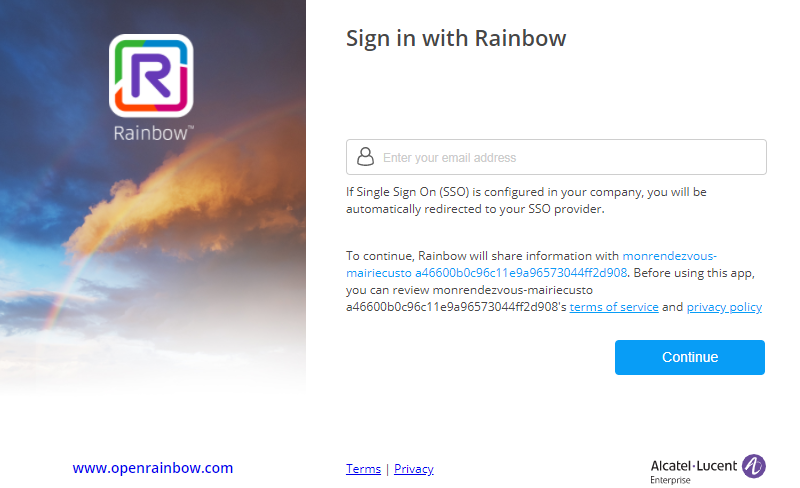 R
Rainbow™
Sign in with Rainbow
Enter your email address
If Single Sign On (SSO) is configured in your company, you will be
automatically redirected to your SSO provider.
To continue, Rainbow will share information with monrendezvous-
mairiecusto a46600b0c96c11e9a96573044ff2d908. Before using this app,
you can review monrendezvous-mairiecusto
a46600b0c96c11e9a96573044ff2d908's terms of service and privacy policy
Continue
www.openrainbow.com
Terms | Privacy
Alcatel·Lucent
Enterprise